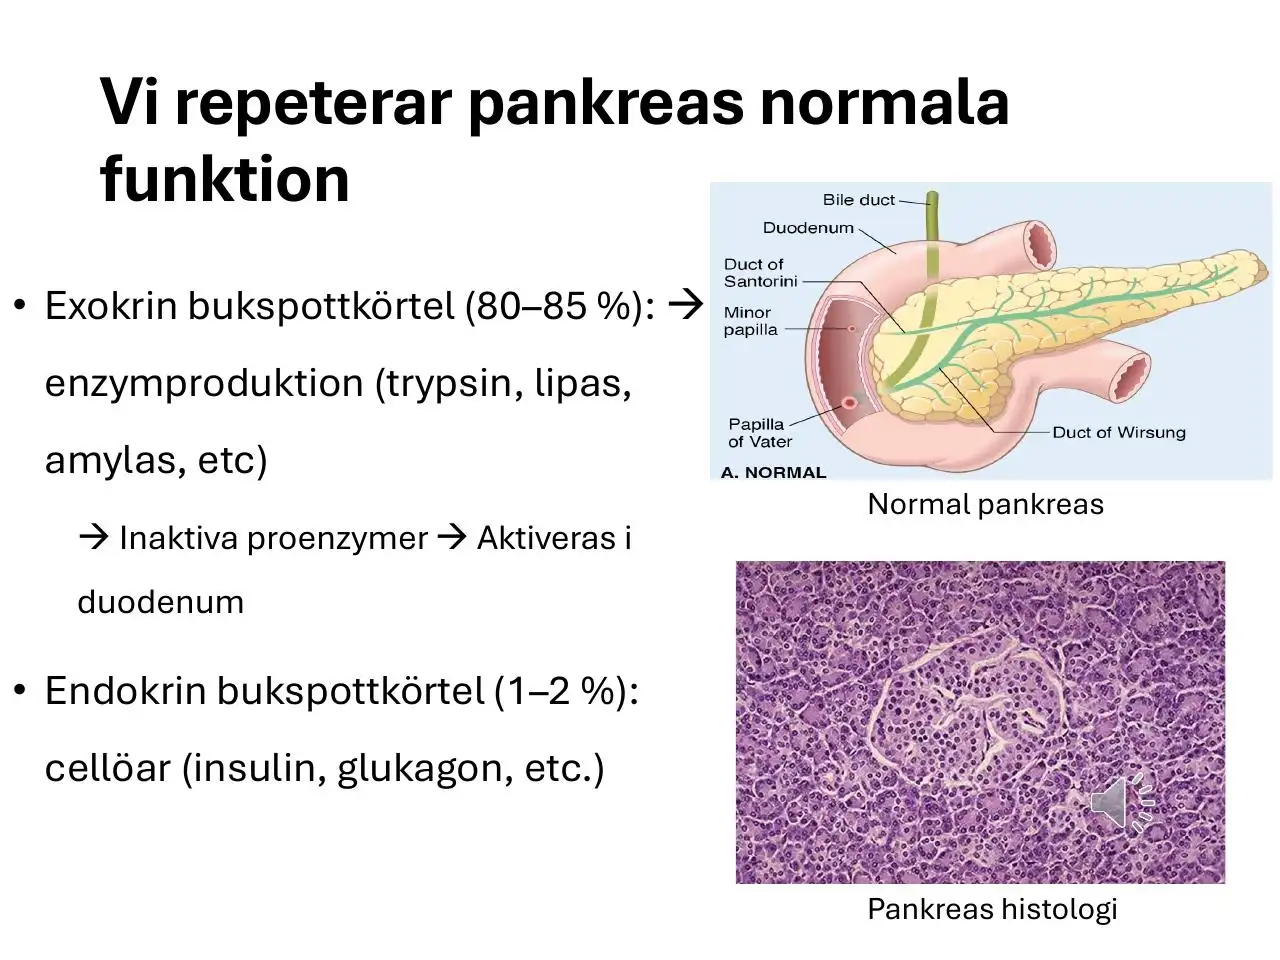 Vi repeterar pankreas normala
funktion
• Exokrin bukspottkörtel (80–85 %): →
enzymproduktion (trypsin, lipas,
amylas, etc)
→ Inaktiva proenzymer → Aktiveras i
duodenum
• Endokrin bukspottkörtel (1–2 %):
cellöar (insulin, glukagon, etc.)
Bile duct
Duodenum
Duct of
Santorini
Minor
papilla
Papilla
of Vater
Duct of Wirsung
A. NORMAL
Normal pankreas
Pankreas histologi